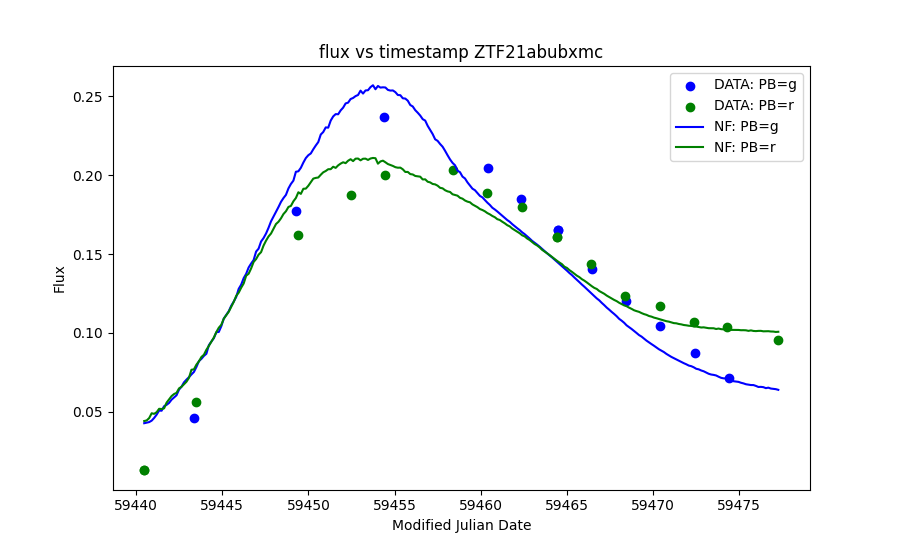 flux vs timestamp ZTF21abubxmc
DATA: PB=g
DATA: PB=r
NF: PB=g
NF: PB=r
0.25
0.20
0.15
0.10
0.05
Flux
59440 59445 59450 59455 59460 59465 59470 59475
Modified Julian Date